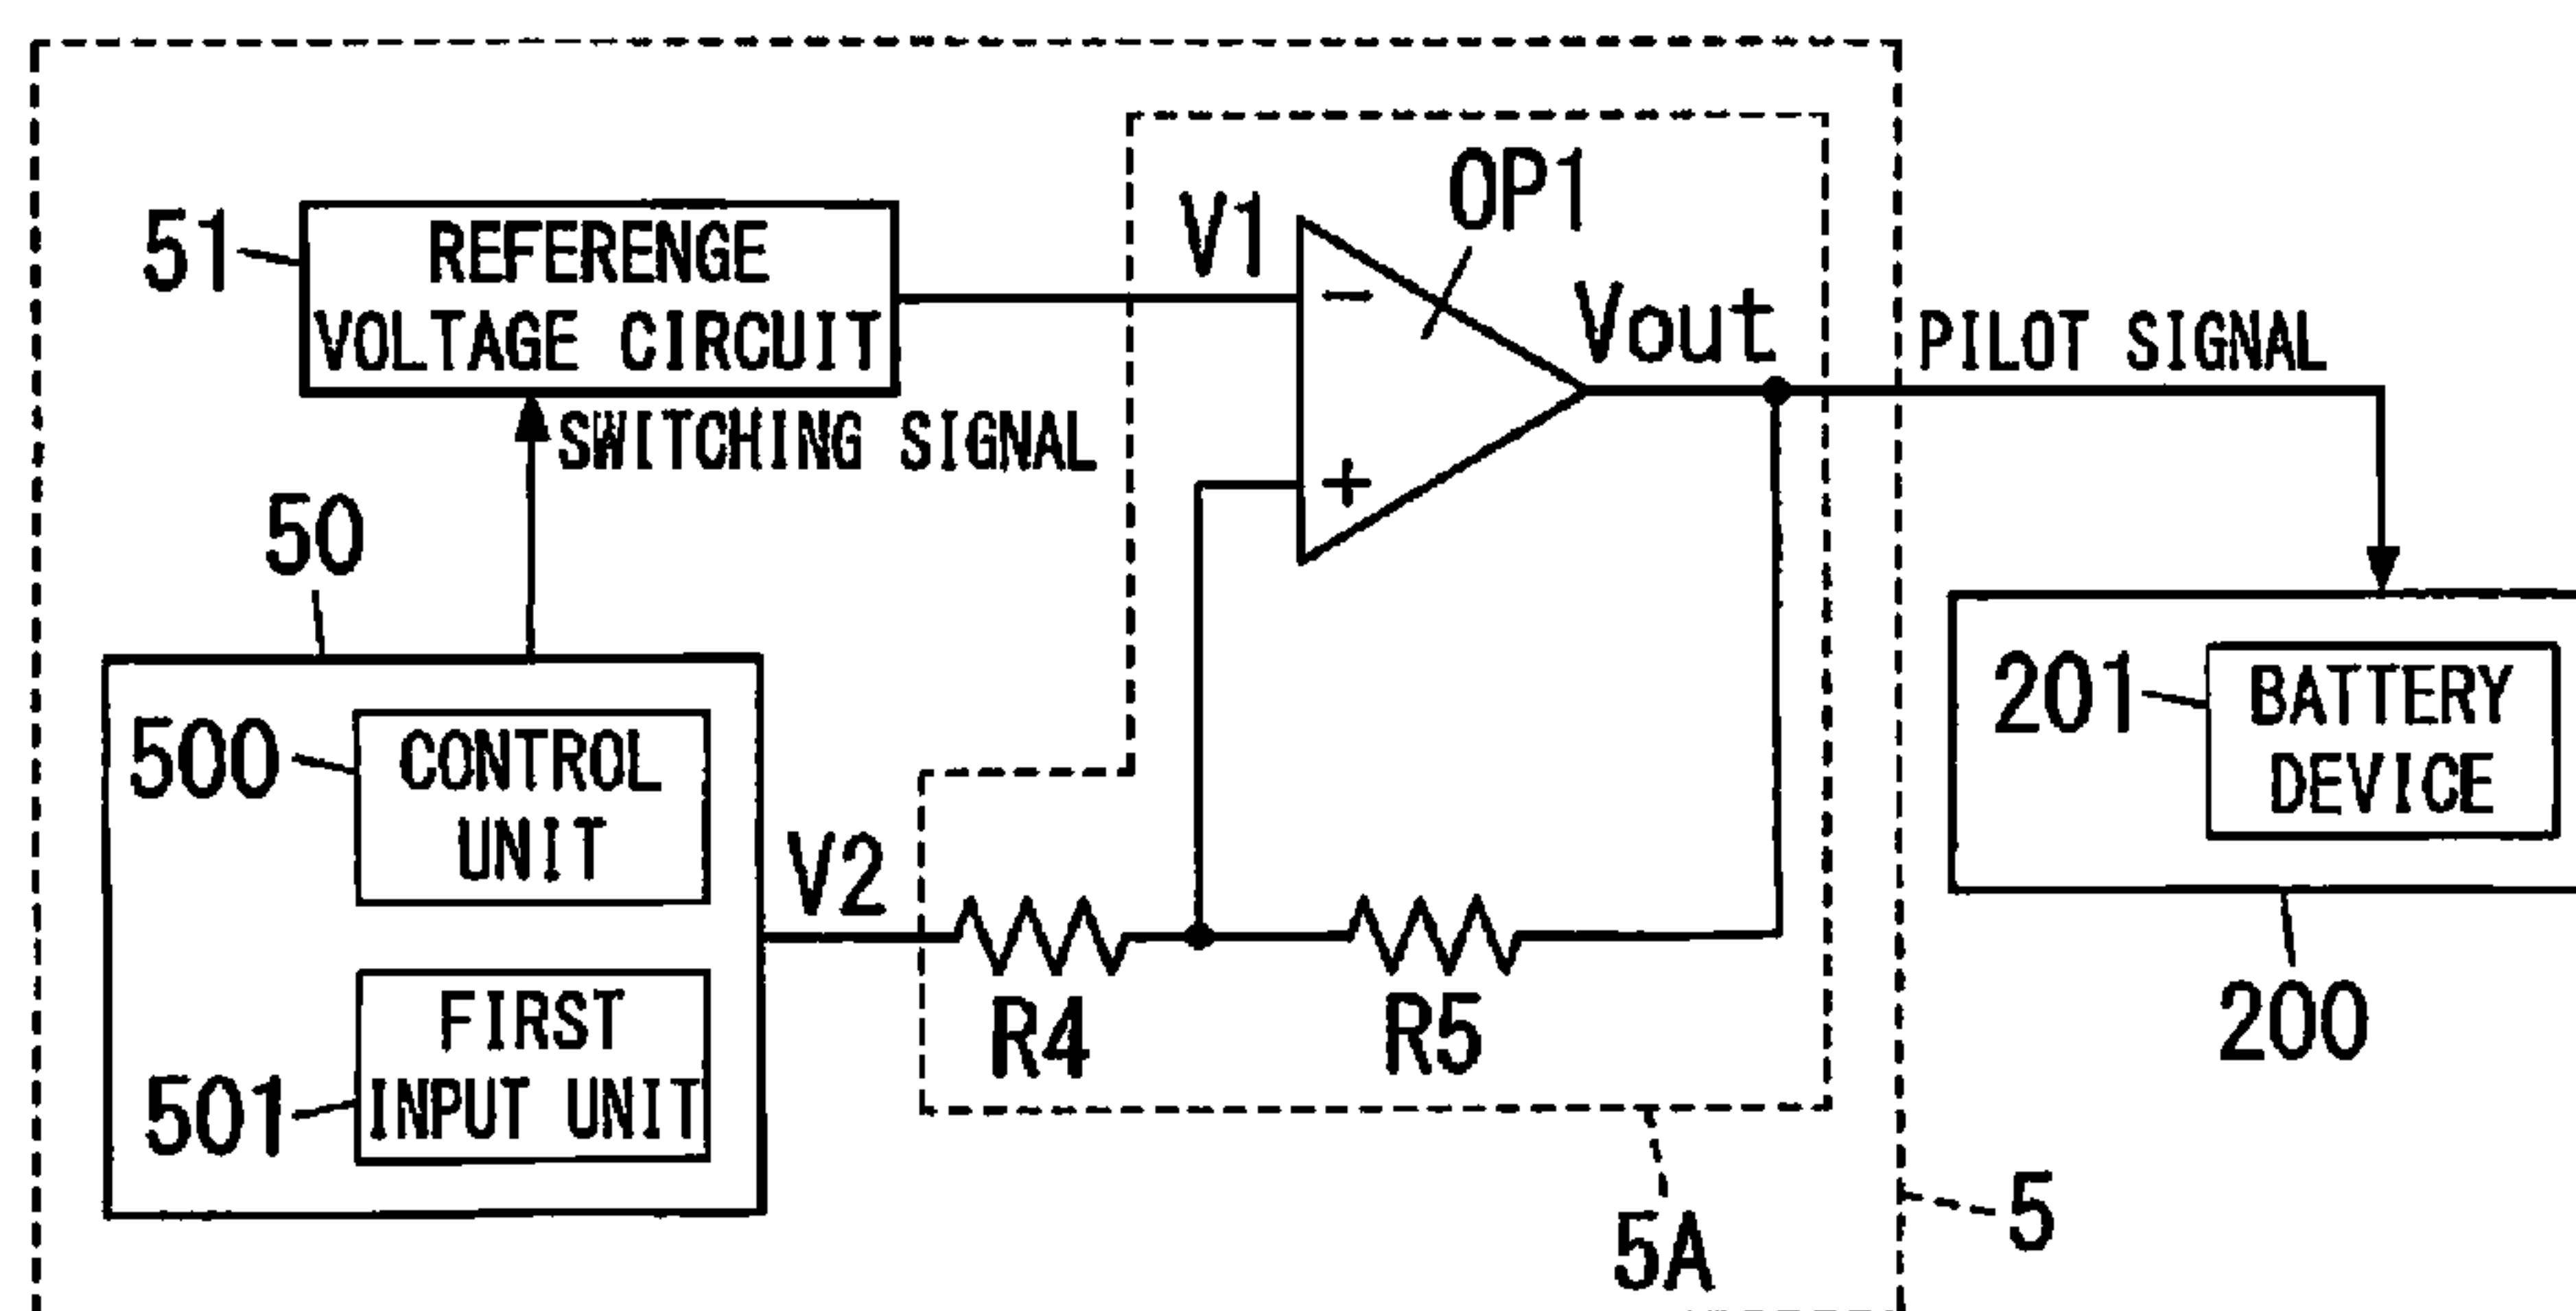 51
REFERENGE
VOLTAGE CIRCUIT
V1
OP1
-
+
Vout
PILOT SIGNAL
SWITCHING SIGNAL
50
500
CONTROL
UNIT
501
FIRST
INPUT UNIT
V2
R4
R5
201
BATTERY
DEVICE
200
5A
5